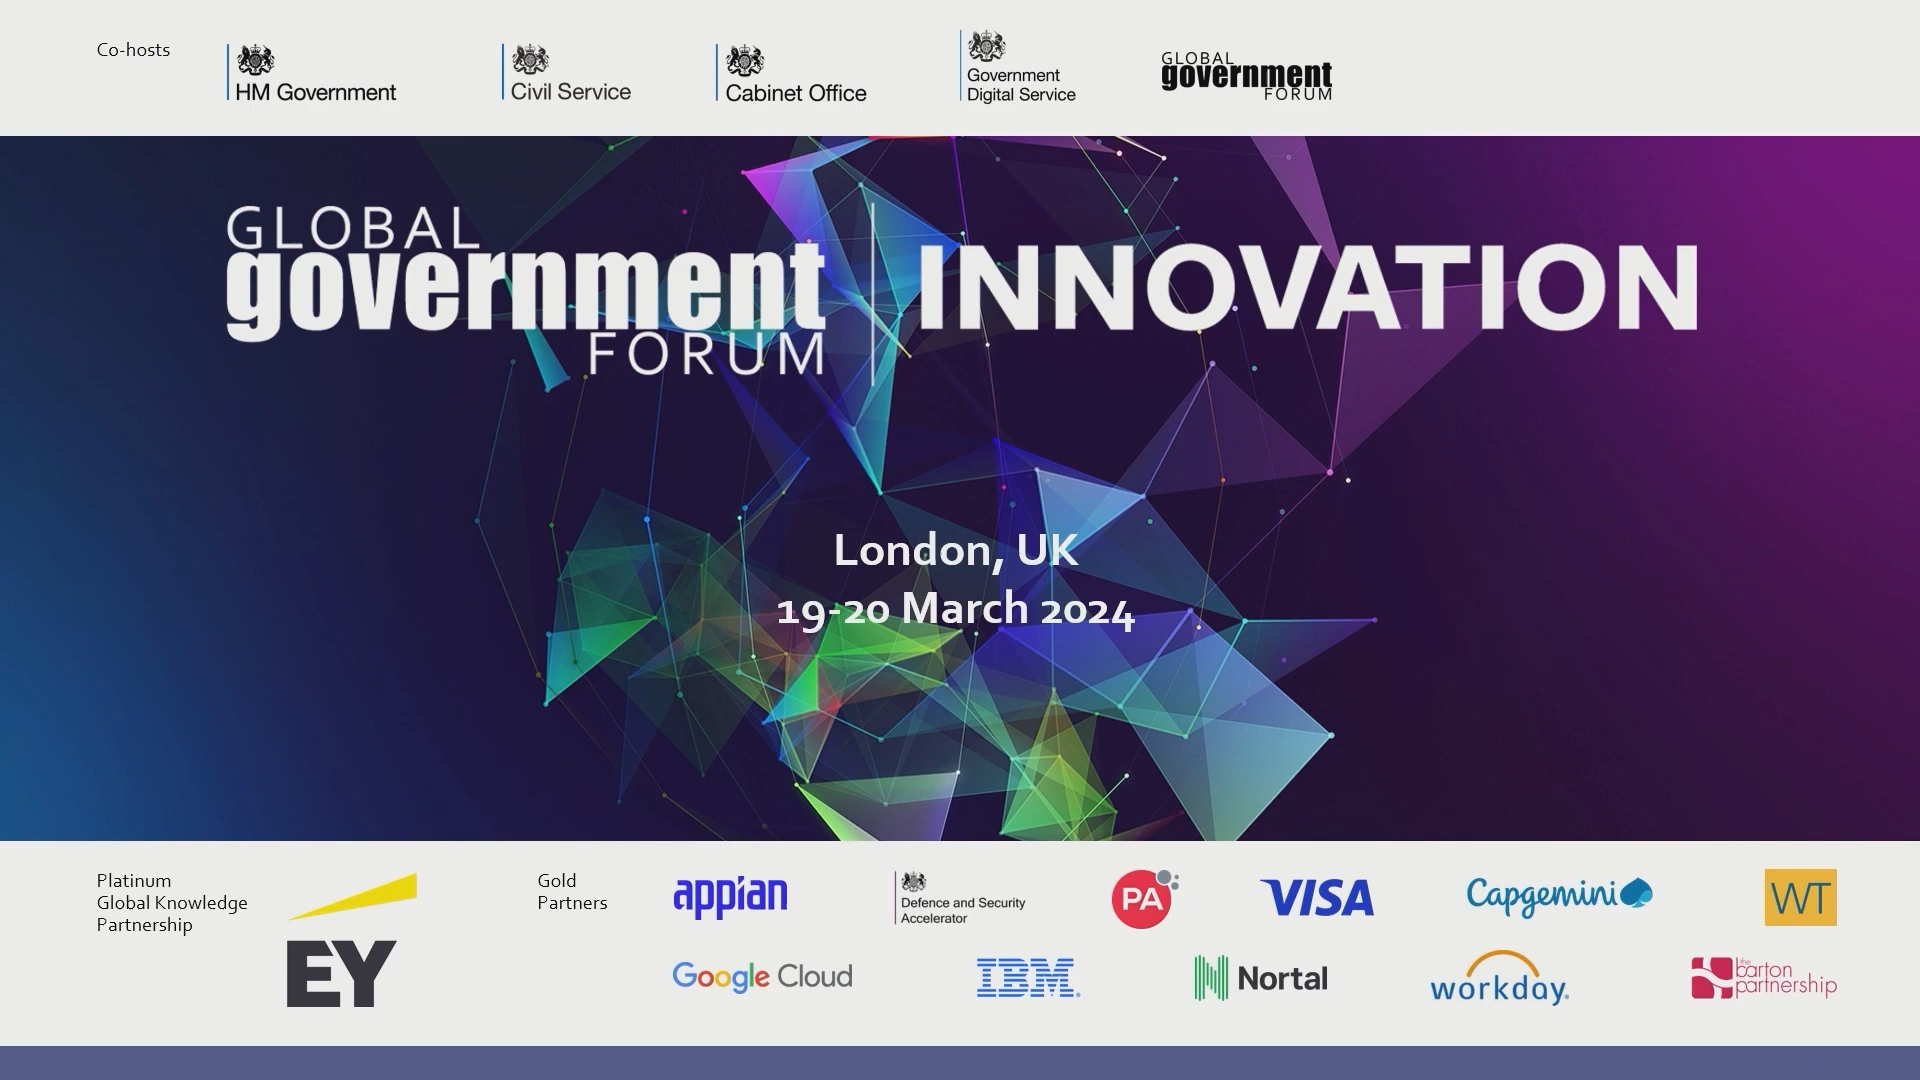 Co-hosts
HM Government
Civil Service
Cabinet Office
Government
Digital Service
GLOBAL
government
FORUM
GLOBAL
government
FORUM
INNOVATION
London, UK
19-20 March 2024
Platinum
Global Knowledge
Partnership
EY
Gold
Partners
appian
Defence and Security
Accelerator
PA
VISA
Capgemini
WT
Google Cloud
IBM
Nortal
workday
the
barton
partnership